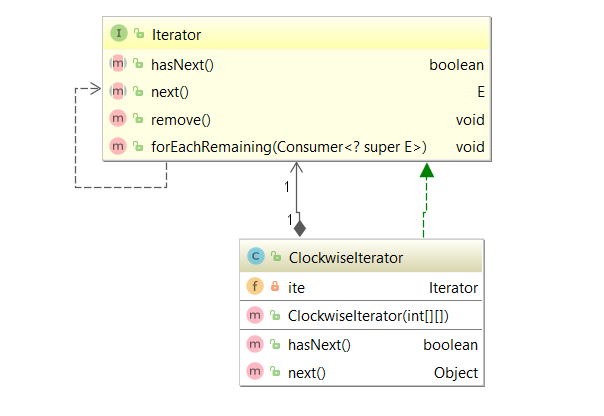 I Iterator
m hasNext() boolean
m next() E
m remove() void
m forEachRemaining(Consumer<? super E>) void
1
1
C ClockwiseIterator
f ite Iterator
m ClockwiseIterator(int[][])
m hasNext() boolean
m next() Object